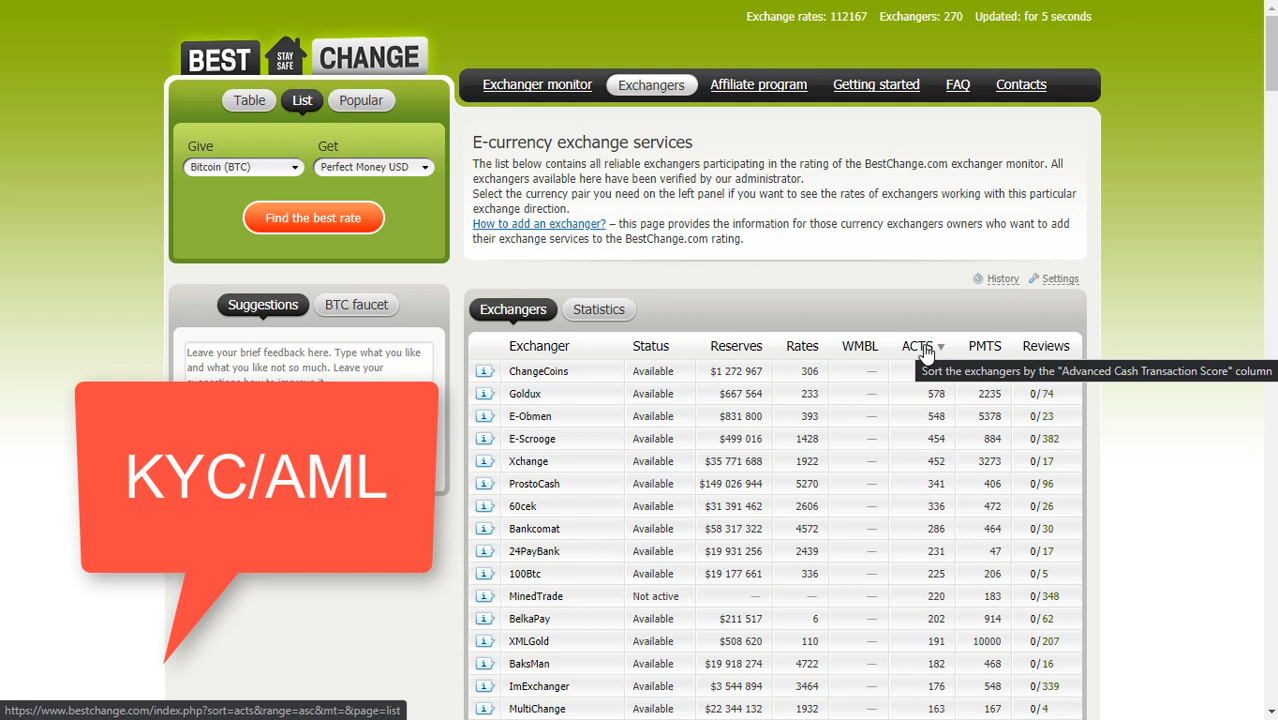 Exchange rates: 112167 Exchangers: 270 Updated: for 5 seconds
BEST STAY SAFE CHANGE
Exchanger monitor Exchangers Affiliate program Getting started FAQ Contacts
Table List Popular
Give Get
Bitcoin (BTC) Perfect Money USD
Find the best rate
E-currency exchange services
The list below contains all reliable exchangers participating in the rating of the BestChange.com exchanger monitor. All
exchangers available here have been verified by our administrator.
Select the currency pair you need on the left panel if you want to see the rates of exchangers working with this particular
exchange direction.
How to add an exchanger? – this page provides the information for those currency exchangers owners who want to add
their exchange services to the BestChange.com rating.
History Settings
Suggestions BTC faucet
Leave your brief feedback here. Type what you like
and what you like not so much. Leave your
KYC/AML
Exchangers Statistics
Exchanger Status Reserves Rates WMBL ACTS ▼ PMTS Reviews
ChangeCoins Available $1 272 967 306 —
Sort the exchangers by the "Advanced Cash Transaction Score" column
Goldux Available $667 564 233 — 578 2235 0/74
E-Obmen Available $831 800 393 — 548 5378 0/23
E-Scrooge Available $499 016 1428 — 454 884 0/382
Xchange Available $35 771 688 1922 — 452 3273 0/17
ProstoCash Available $149 026 944 5270 — 341 406 0/96
60cek Available $31 391 462 2606 — 336 472 0/26
Bankcomat Available $58 317 322 4572 — 286 464 0/30
24PayBank Available $19 931 256 2439 — 231 47 0/17
100Btc Available $19 177 661 336 — 225 206 0/5
MinedTrade Not active — — — 220 183 0/348
BelkaPay Available $211 517 6 — 202 914 0/62
XMLGold Available $508 620 110 — 191 10000 0/207
BaksMan Available $19 918 274 4722 — 182 468 0/16
ImExchanger Available $3 544 894 3464 — 176 548 0/339
MultiChange Available $22 344 132 1932 — 163 167 0/4
https://www.bestchange.com/index.php?sort=acts&range=asc&mt=&page=list